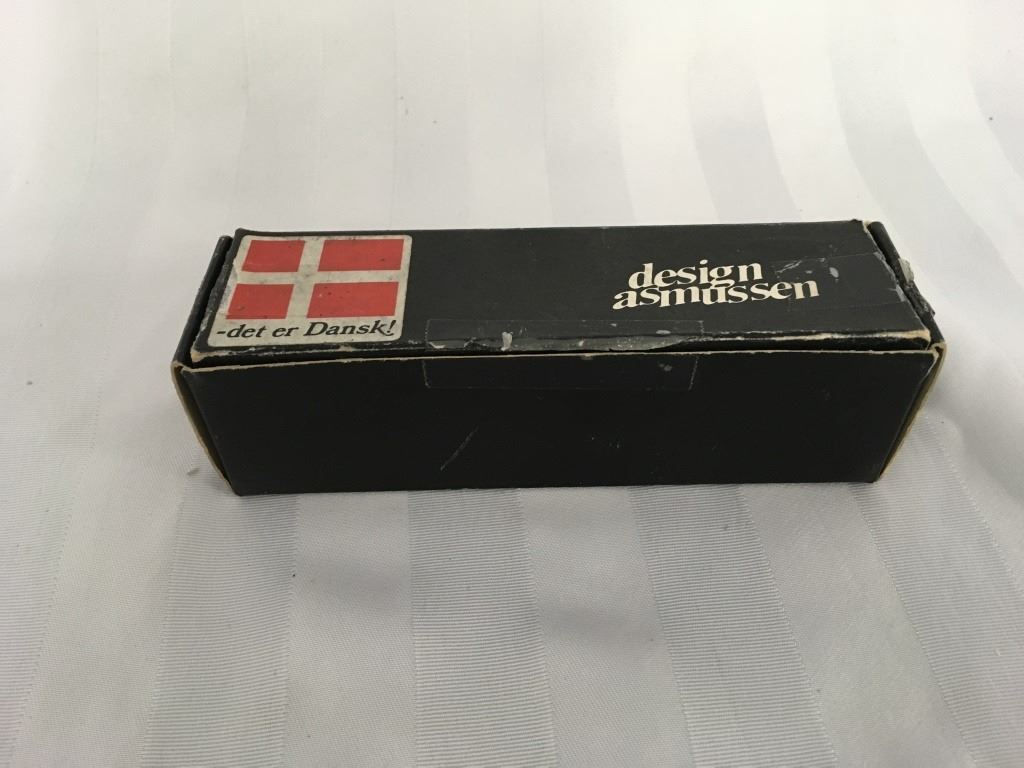 -det er Dansk!
design
asmussen